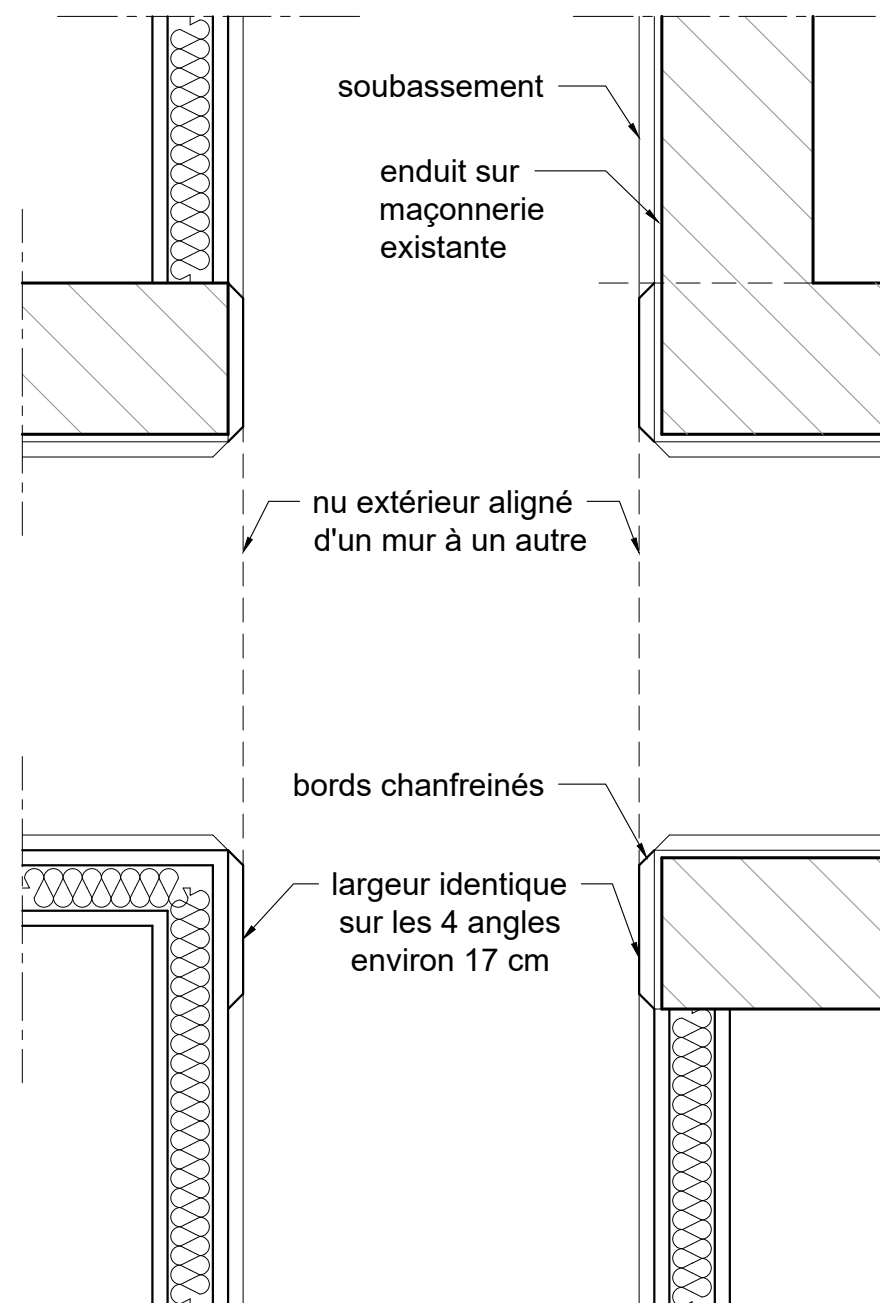 soubassement
enduit sur
maçonnerie
existante
nu extérieur aligné
d'un mur à un autre
bords chanfreinés
largeur identique
sur les 4 angles
environ 17 cm